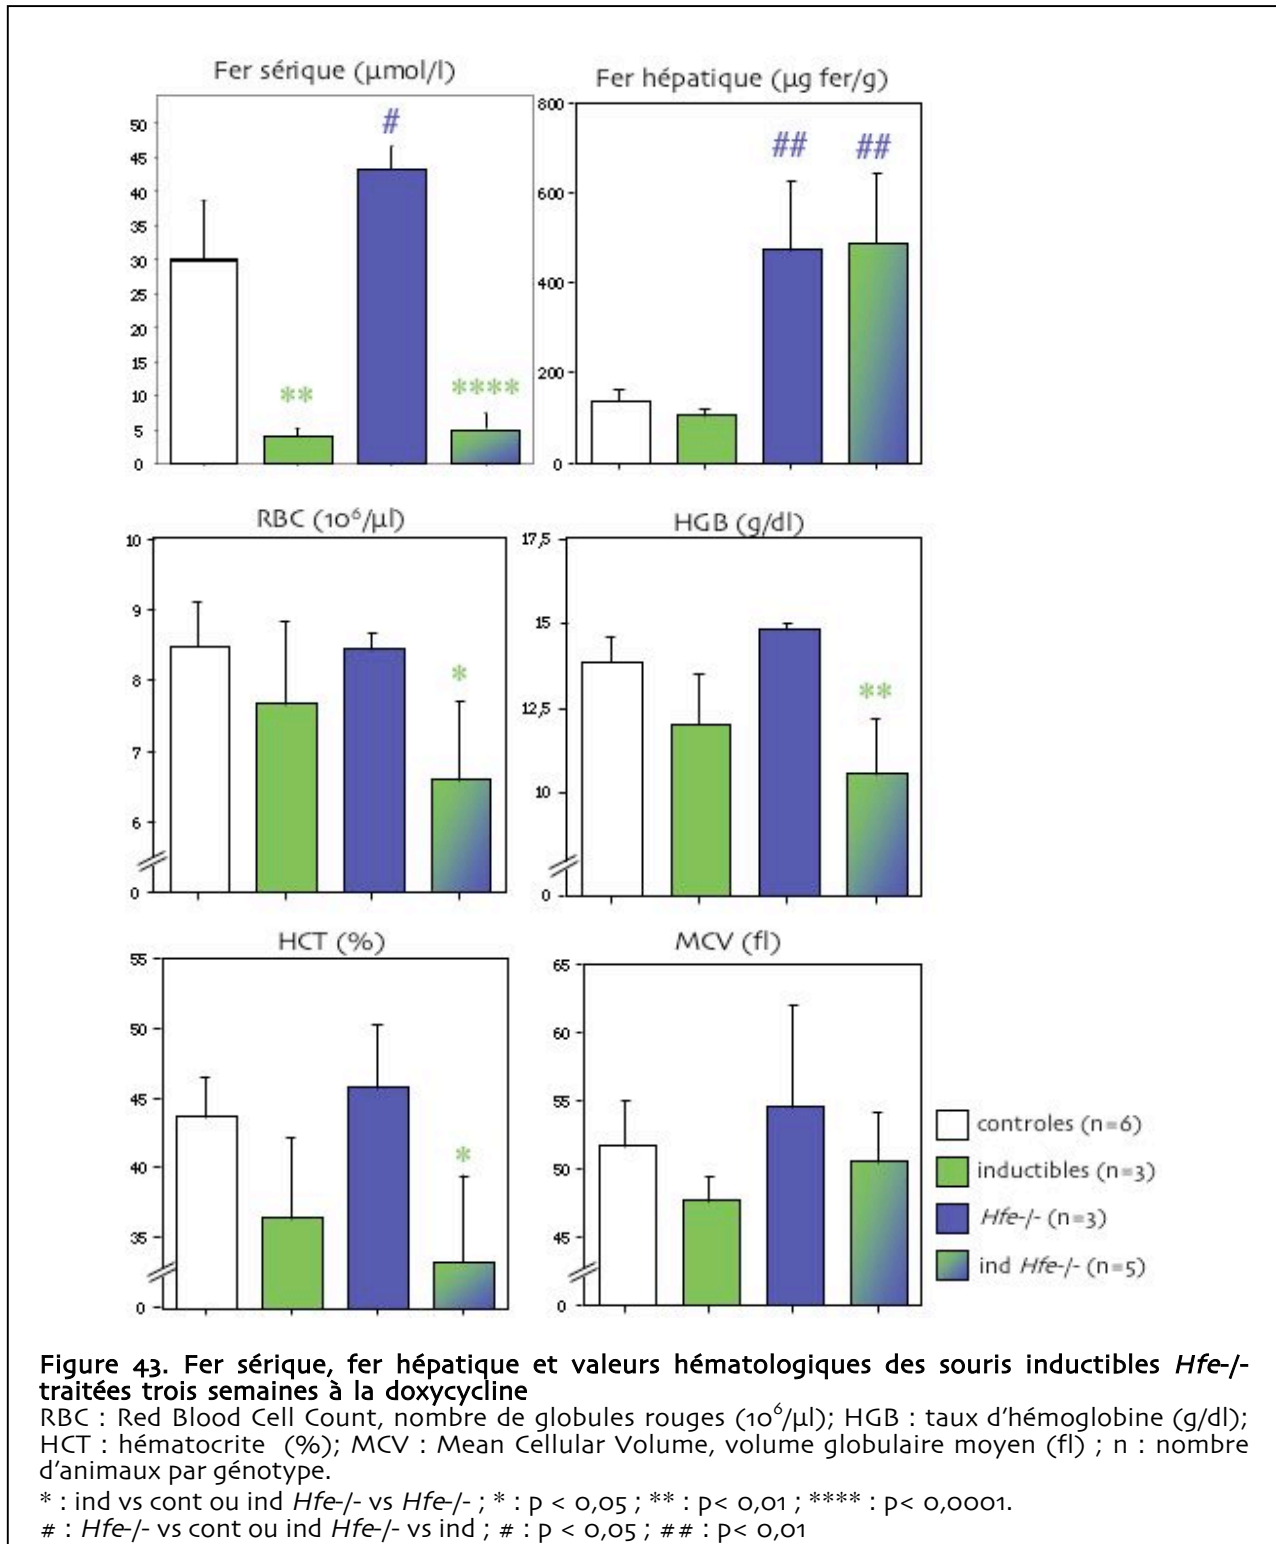 Fer sérique (µmol/l)
50
45
40
35
30
25
20
15
10
5
0
#
**
****
Fer hépatique (µg fer/g)
800
600
400
200
0
##
##
RBC (10⁶/µl)
10
9
8
7
6
0
*
HGB (g/dl)
17,5
15
12,5
10
0
**
HCT (%)
55
50
45
40
35
0
*
MCV (fl)
65
60
55
50
45
0
controles (n=6)
inductibles (n=3)
Hfe-/- (n=3)
ind Hfe-/- (n=5)
Figure 43. Fer sérique, fer hépatique et valeurs hématologiques des souris inductibles Hfe-/-
traitées trois semaines à la doxycycline
RBC : Red Blood Cell Count, nombre de globules rouges (10⁶/µl); HGB : taux d'hémoglobine (g/dl);
HCT : hématocrite (%); MCV : Mean Cellular Volume, volume globulaire moyen (fl) ; n : nombre
d'animaux par génotype.
* : ind vs cont ou ind Hfe-/- vs Hfe-/- ; * : p < 0,05 ; ** : p< 0,01 ; **** : p< 0,0001.
# : Hfe-/- vs cont ou ind Hfe-/- vs ind ; # : p < 0,05 ; ## : p< 0,01